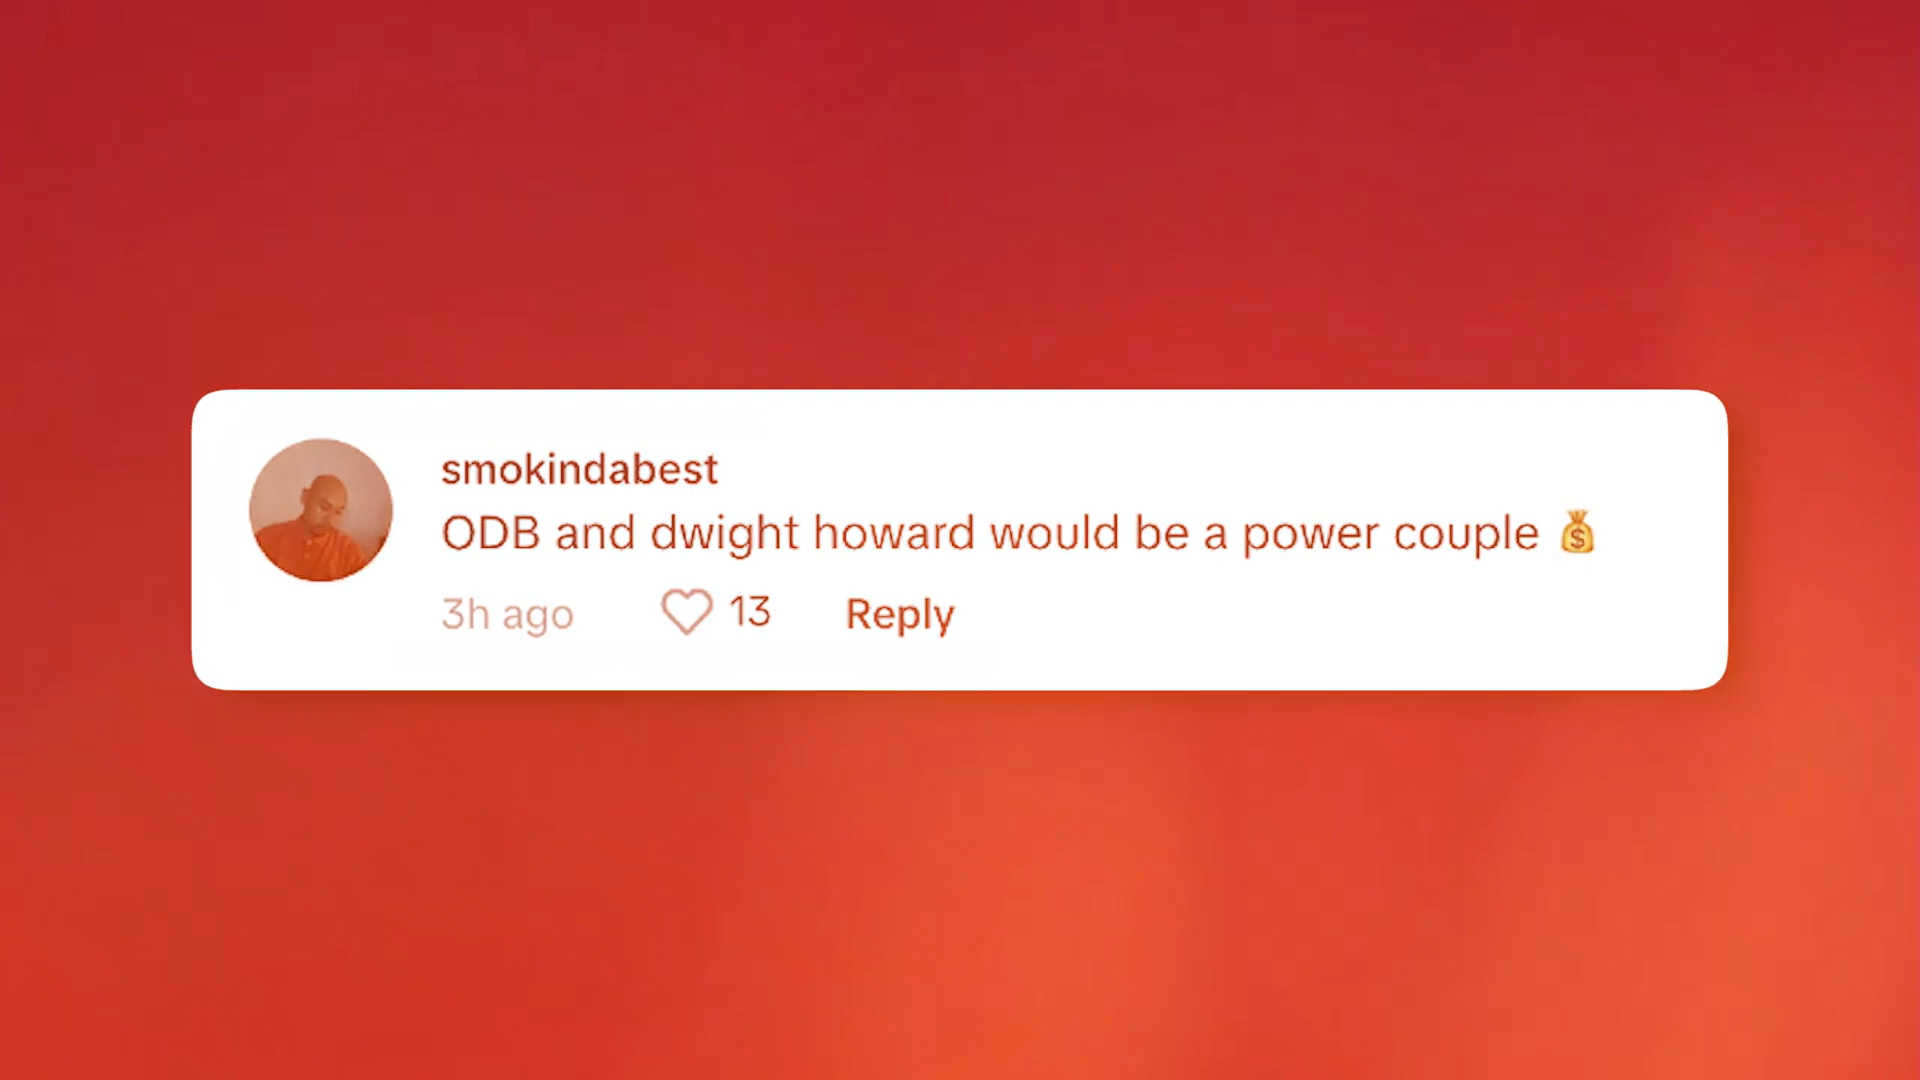 smokindabest
ODB and dwight howard would be a power couple 💰
3h ago 13 Reply